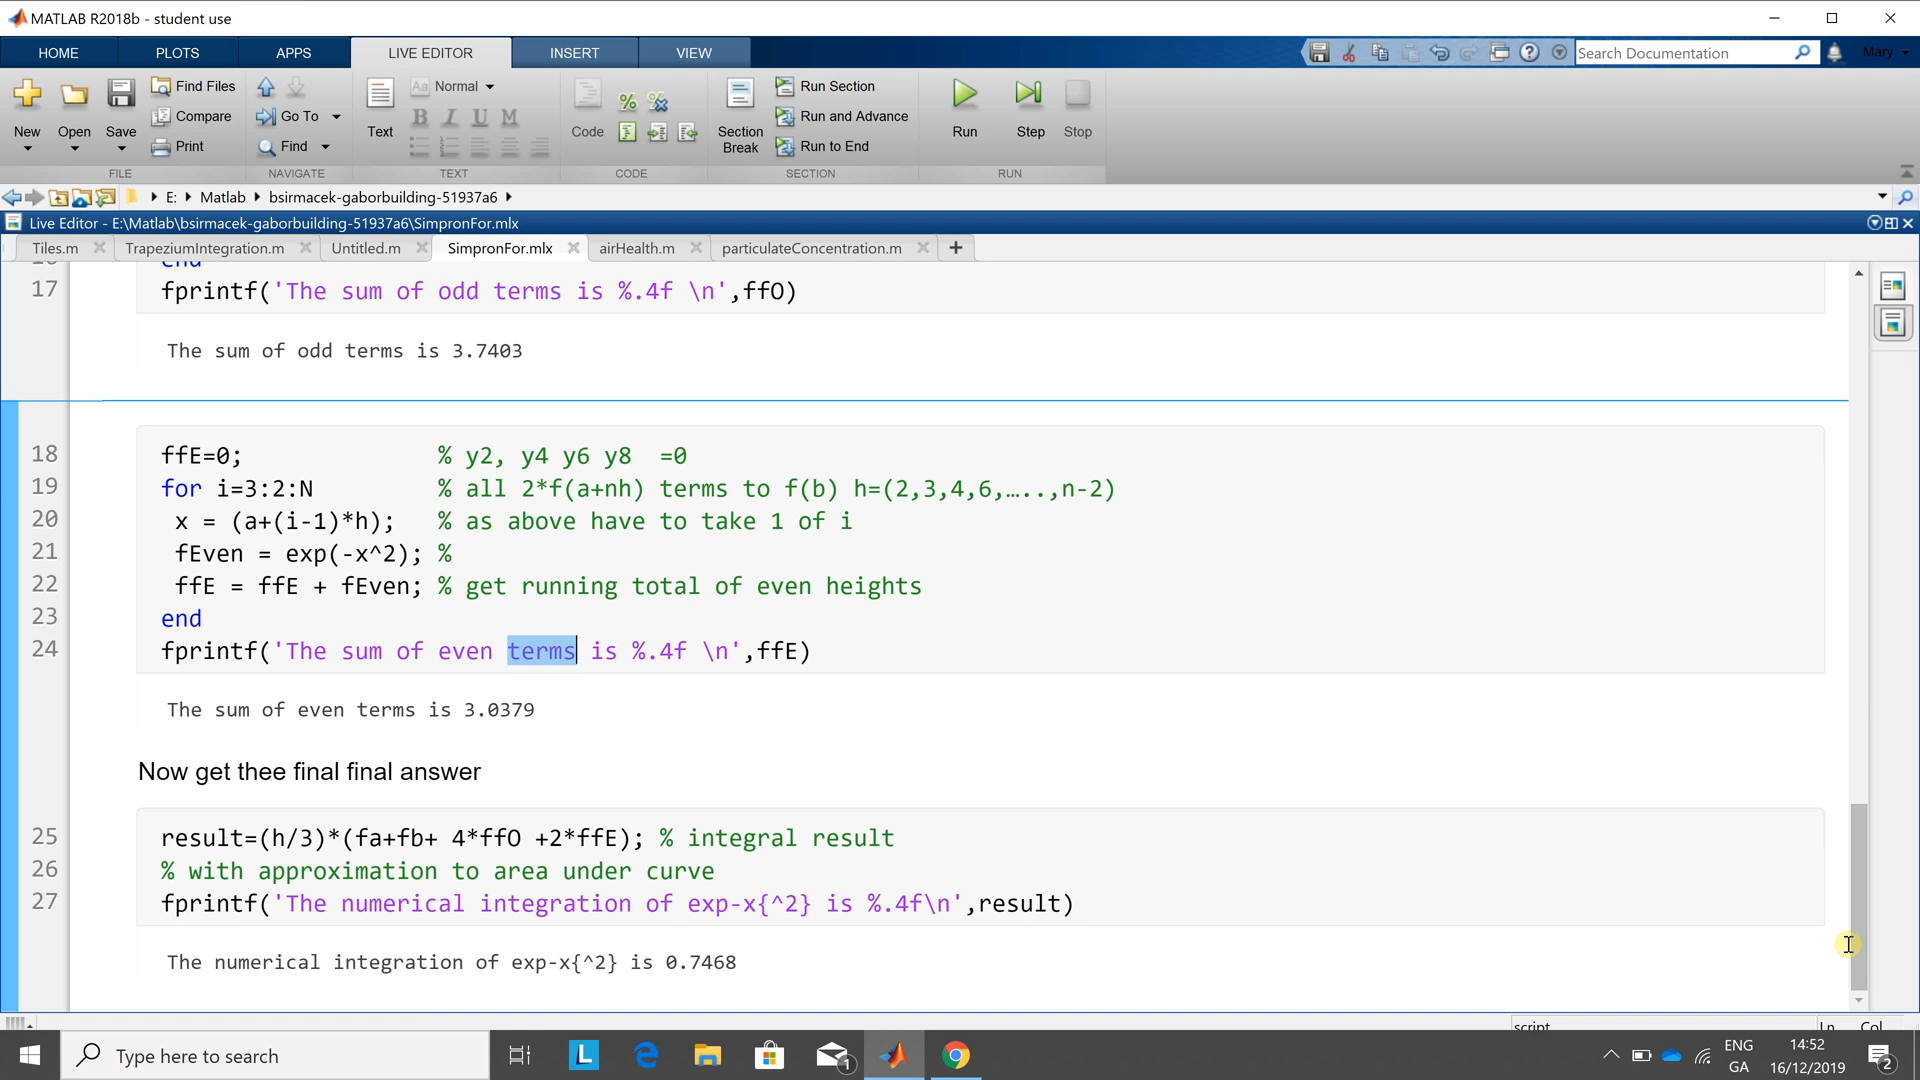 MATLAB R2018b - student use
HOME PLOTS APPS LIVE EDITOR INSERT VIEW
Search Documentation
Mary
New Open Save
Find Files
Compare
Print
FILE
Go To
Find
NAVIGATE
Text
Aa Normal
B I U M
TEXT
Code
CODE
Section Break
Run Section
Run and Advance
Run to End
SECTION
Run Step Stop
RUN
E: Matlab bsirmacek-gaborbuilding-51937a6
Live Editor - E:\Matlab\bsirmacek-gaborbuilding-51937a6\SimpronFor.mlx
Tiles.m TrapeziumIntegration.m Untitled.m SimpronFor.mlx airHealth.m particulateConcentration.m
16 end
17 fprintf('The sum of odd terms is %.4f \n',ffO)
The sum of odd terms is 3.7403
18 ffE=0; % y2, y4 y6 y8 =0
19 for i=3:2:N % all 2*f(a+nh) terms to f(b) h=(2,3,4,6,…..,n-2)
20 x = (a+(i-1)*h); % as above have to take 1 of i
21 fEven = exp(-x^2); %
22 ffE = ffE + fEven; % get running total of even heights
23 end
24 fprintf('The sum of even terms is %.4f \n',ffE)
The sum of even terms is 3.0379
Now get thee final final answer
25 result=(h/3)*(fa+fb+ 4*ffO +2*ffE); % integral result
26 % with approximation to area under curve
27 fprintf('The numerical integration of exp-x{^2} is %.4f\n',result)
The numerical integration of exp-x{^2} is 0.7468
script Ln Col
Type here to search
L
1
ENG
GA
14:52
16/12/2019
2